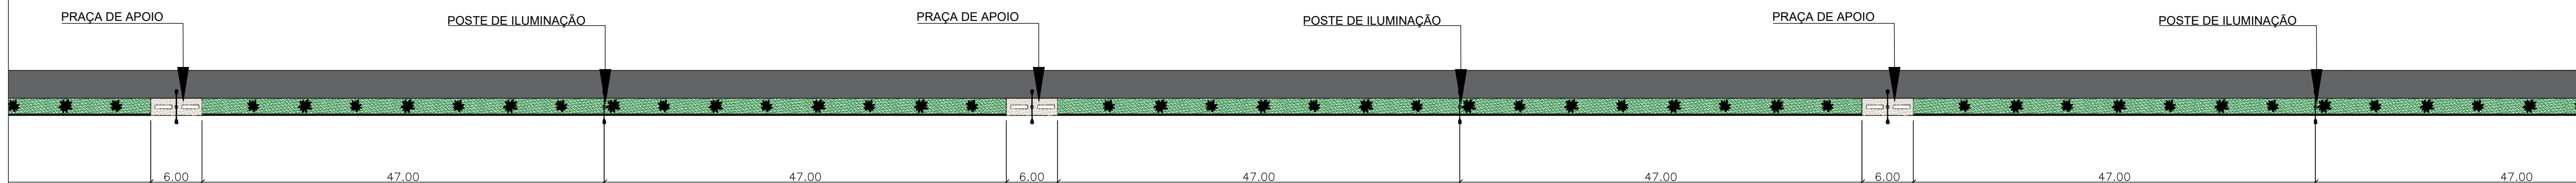 PRAÇA DE APOIO
POSTE DE ILUMINAÇÃO
PRAÇA DE APOIO
POSTE DE ILUMINAÇÃO
PRAÇA DE APOIO
POSTE DE ILUMINAÇÃO
6.00 47.00 47.00 6.00 47.00 47.00 6.00 47.00 47.00